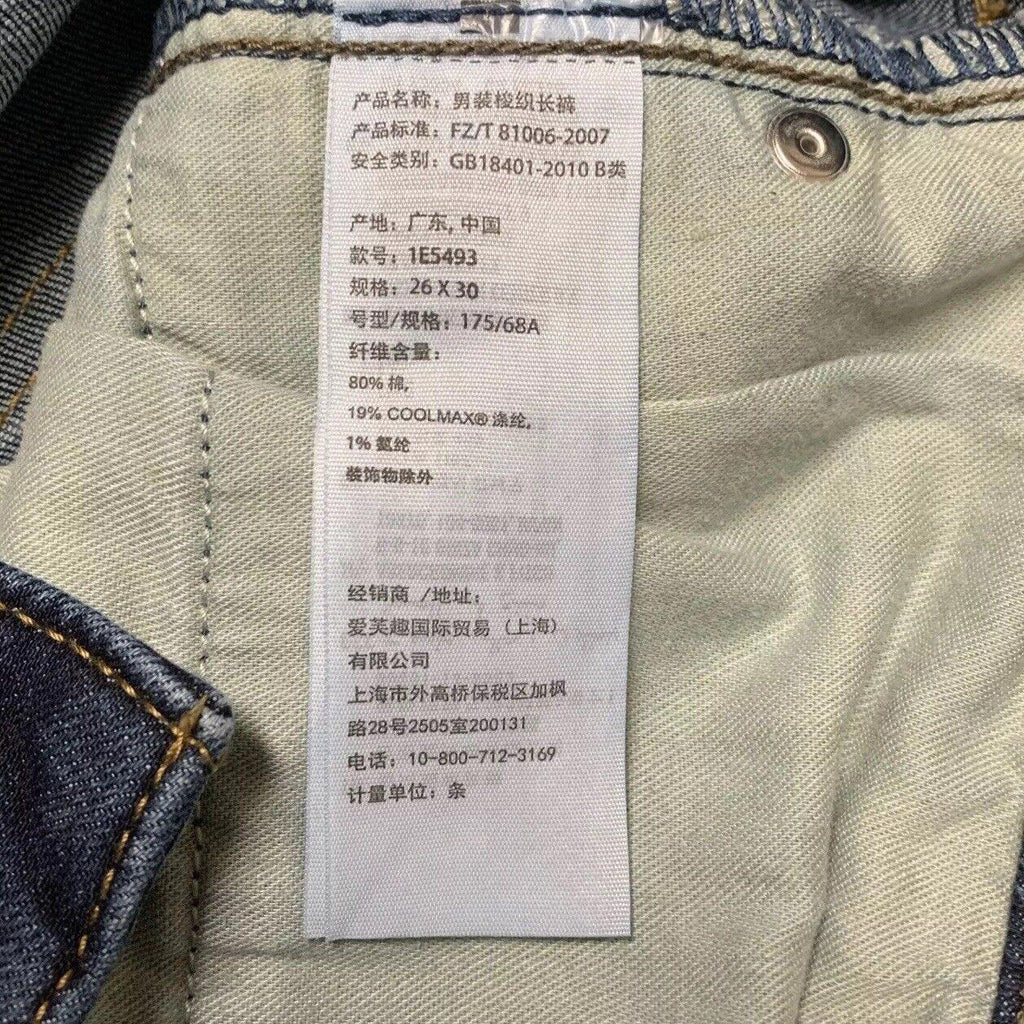 产品名称：男装梭织长裤
产品标准：FZ/T 81006-2007
安全类别：GB18401-2010 B类
产地：广东, 中国
款号：1E5493
规格：26 X 30
号型/规格：175/68A
纤维含量：
80% 棉,
19% COOLMAX® 涤纶,
1% 氨纶
装饰物除外
经销商 /地址：
爱芙趣国际贸易（上海）
有限公司
上海市外高桥保税区加枫
路28号2505室200131
电话：10-800-712-3169
计量单位：条